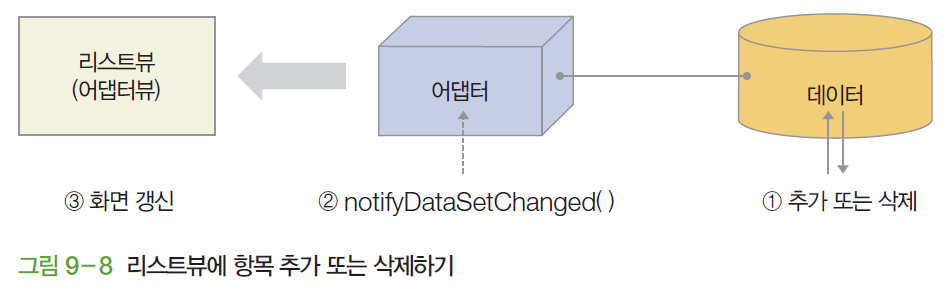 리스트뷰
(어댑터뷰)
어댑터
데이터
③ 화면 갱신
② notifyDataSetChanged( )
① 추가 또는 삭제
그림 9-8 리스트뷰에 항목 추가 또는 삭제하기